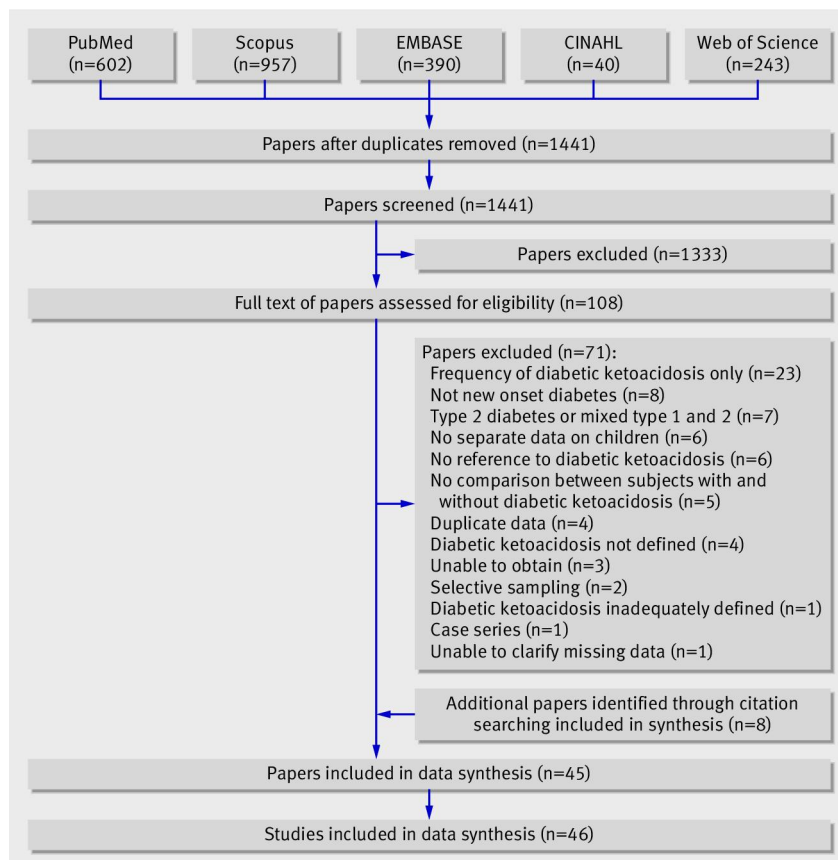 PubMed
(n=602)
Scopus
(n=957)
EMBASE
(n=390)
CINAHL
(n=40)
Web of Science
(n=243)
Papers after duplicates removed (n=1441)
Papers screened (n=1441)
Papers excluded (n=1333)
Full text of papers assessed for eligibility (n=108)
Papers excluded (n=71):
Frequency of diabetic ketoacidosis only (n=23)
Not new onset diabetes (n=8)
Type 2 diabetes or mixed type 1 and 2 (n=7)
No separate data on children (n=6)
No reference to diabetic ketoacidosis (n=6)
No comparison between subjects with and
without diabetic ketoacidosis (n=5)
Duplicate data (n=4)
Diabetic ketoacidosis not defined (n=4)
Unable to obtain (n=3)
Selective sampling (n=2)
Diabetic ketoacidosis inadequately defined (n=1)
Case series (n=1)
Unable to clarify missing data (n=1)
Additional papers identified through citation
searching included in synthesis (n=8)
Papers included in data synthesis (n=45)
Studies included in data synthesis (n=46)